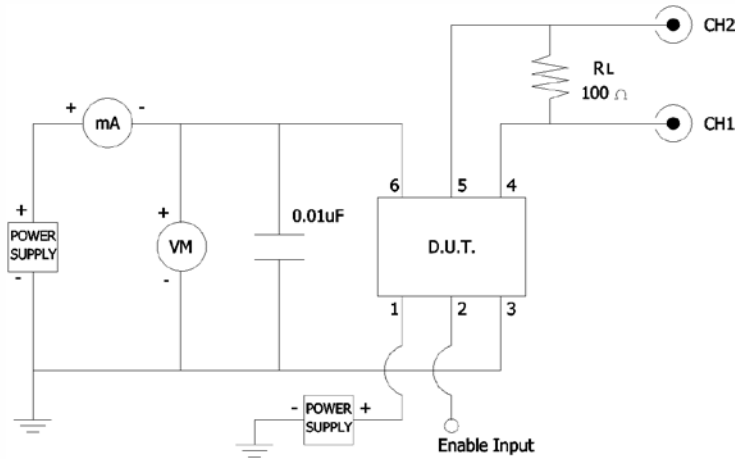 CH2
RL
100 Ω
CH1
+ mA -
6 5 4
+
POWER
SUPPLY
-
+
VM
-
0.01uF
D.U.T.
1 2 3
- POWER
SUPPLY +
Enable Input